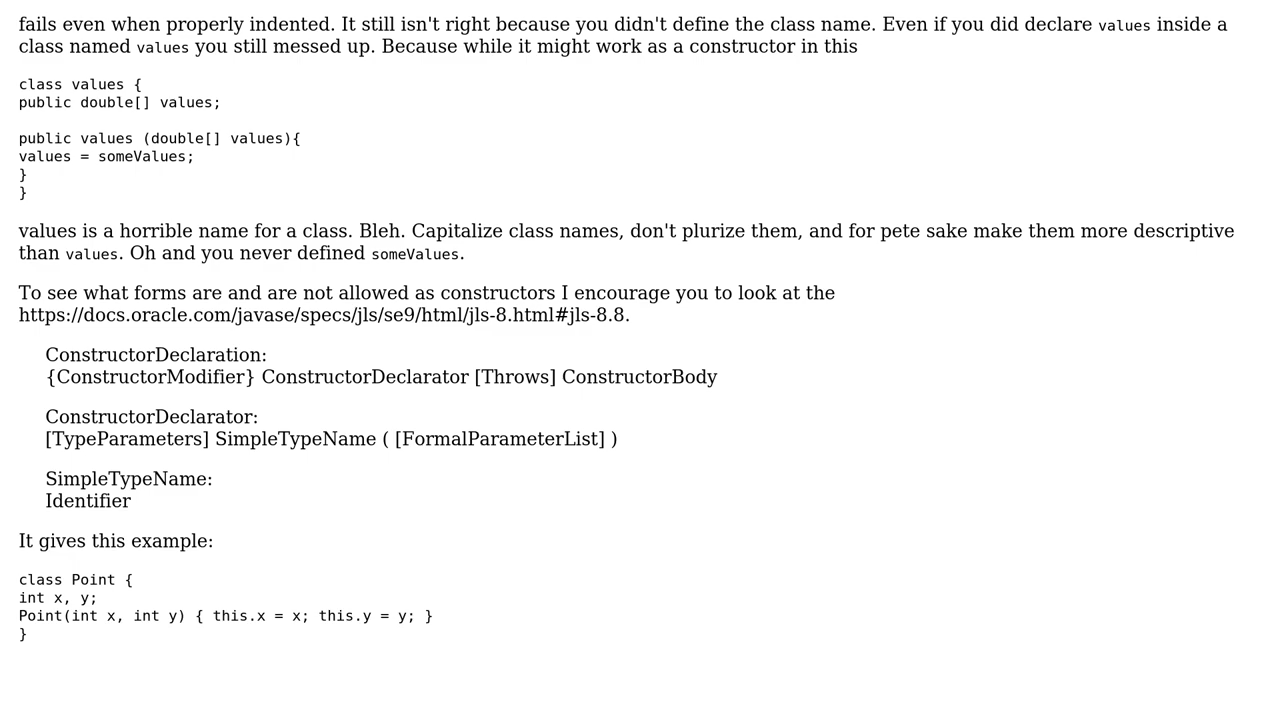 fails even when properly indented. It still isn't right because you didn't define the class name. Even if you did declare values inside a
class named values you still messed up. Because while it might work as a constructor in this
class values {
public double[] values;
public values (double[] values){
values = someValues;
}
}
values is a horrible name for a class. Bleh. Capitalize class names, don't plurize them, and for pete sake make them more descriptive
than values. Oh and you never defined someValues.
To see what forms are and are not allowed as constructors I encourage you to look at the
https://docs.oracle.com/javase/specs/jls/se9/html/jls-8.html#jls-8.8.
ConstructorDeclaration:
{ConstructorModifier} ConstructorDeclarator [Throws] ConstructorBody
ConstructorDeclarator:
[TypeParameters] SimpleTypeName ( [FormalParameterList] )
SimpleTypeName:
Identifier
It gives this example:
class Point {
int x, y;
Point(int x, int y) { this.x = x; this.y = y; }
}